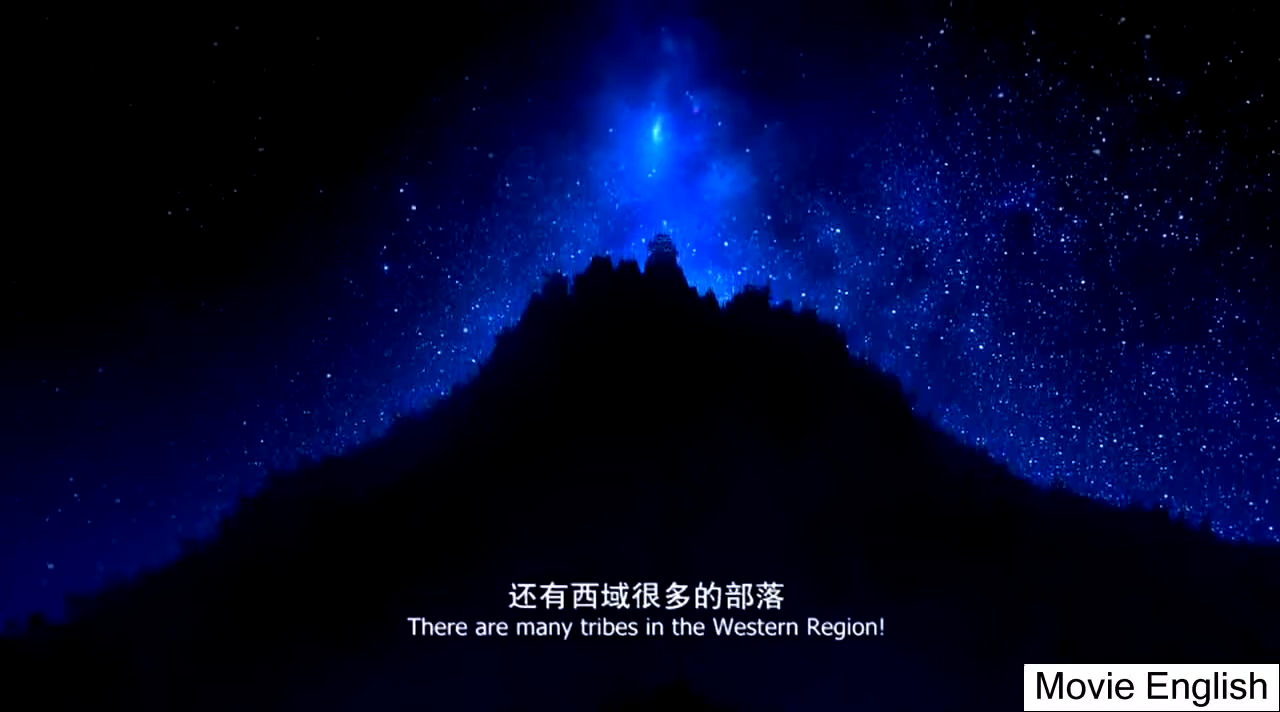 还有西域很多的部落
There are many tribes in the Western Region!
Movie English